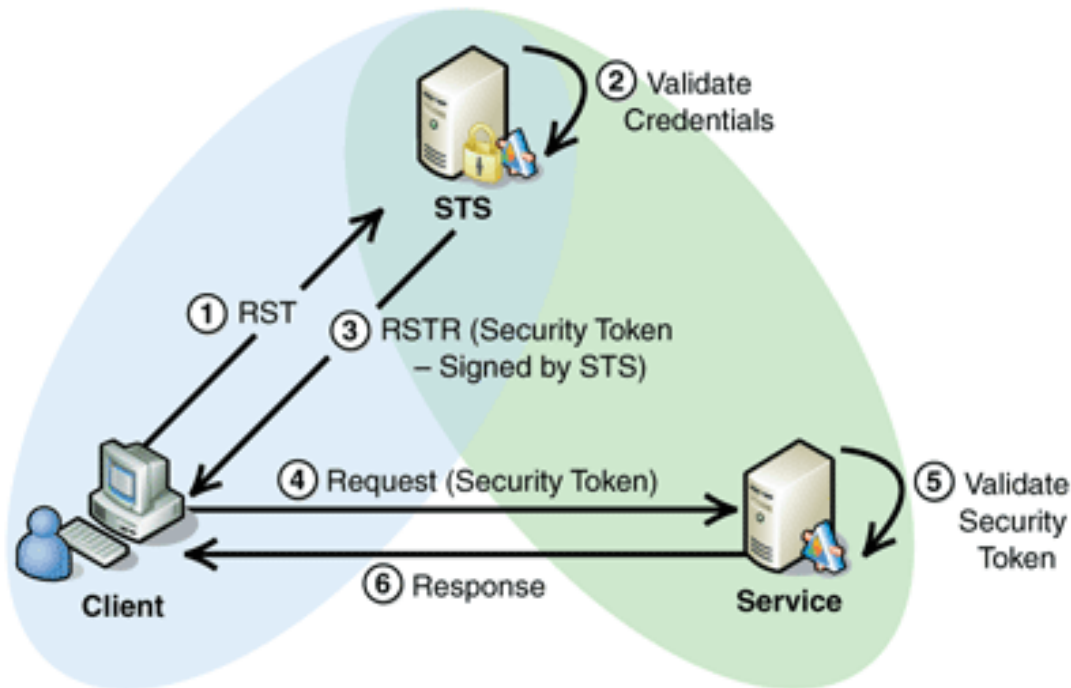 ② Validate
Credentials
STS
① RST
③ RSTR (Security Token
– Signed by STS)
④ Request (Security Token)
⑤ Validate
Security
Token
⑥ Response
Client
Service